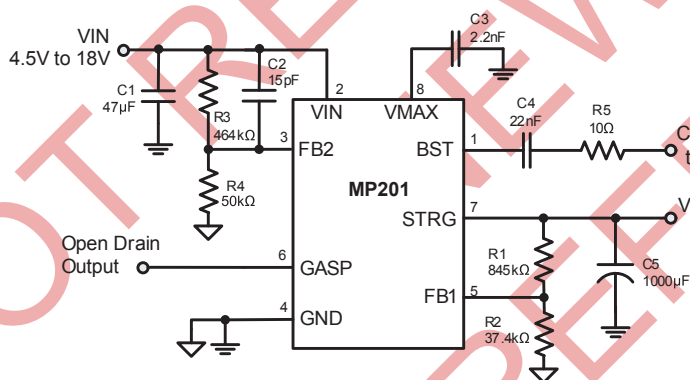 VIN
4.5V to 18V
C1
47µF
R3
464kΩ
C2
15pF
R4
50kΩ
C3
2.2nF
2
VIN
8
VMAX
3
FB2
BST
1
C4
22nF
R5
10Ω
C
t
MP201
STRG
7
V
R1
845kΩ
C5
1000µF
Open Drain
Output
6
GASP
FB1
5
4
GND
R2
37.4kΩ